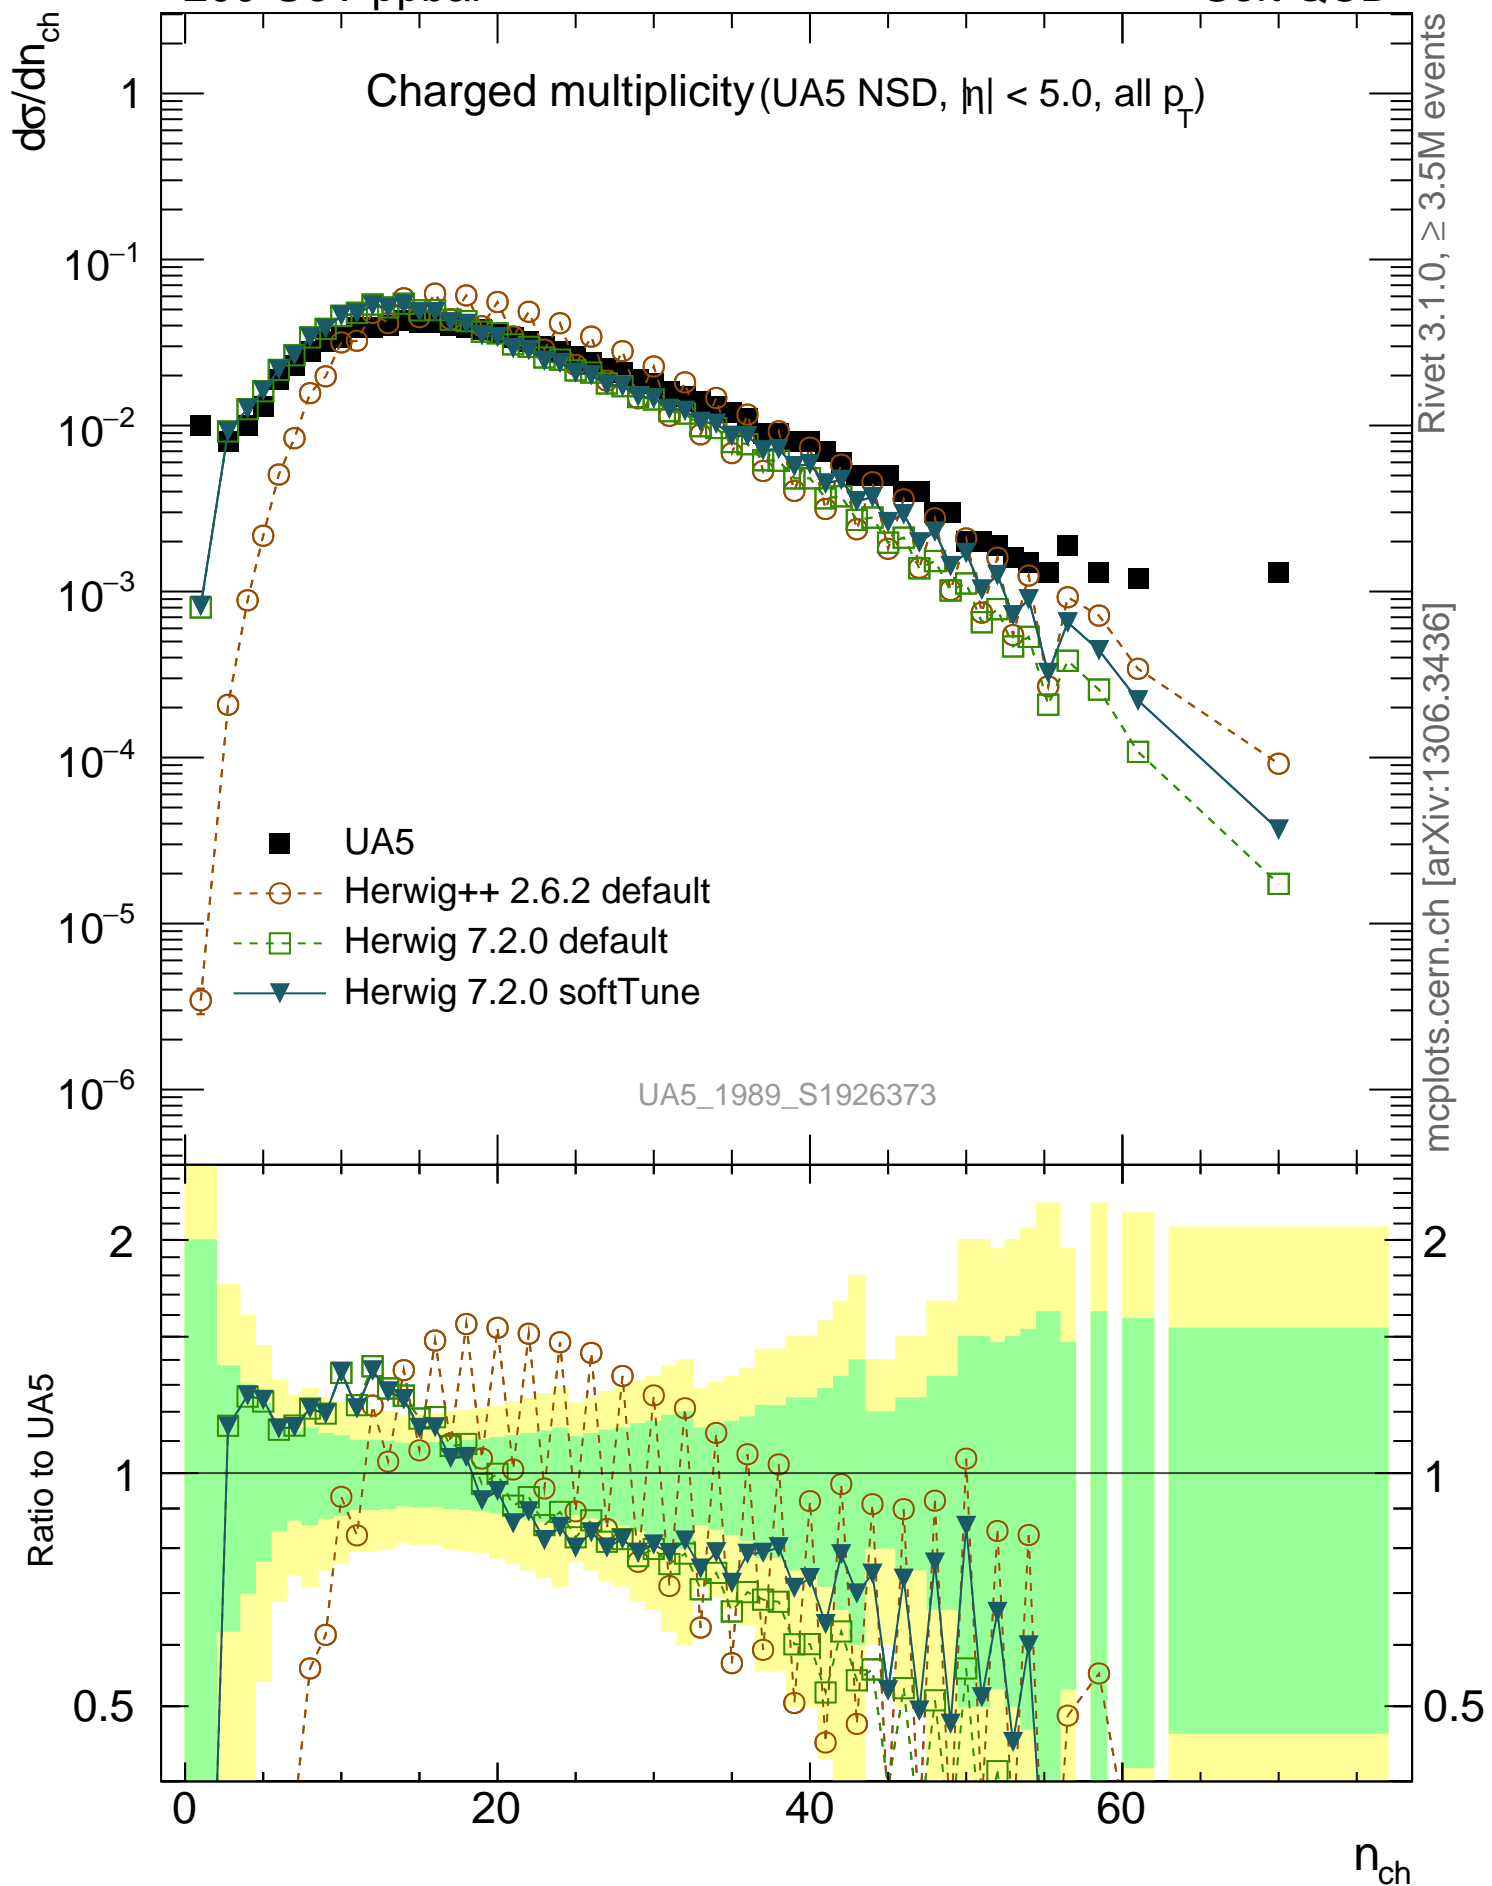 dσ/dn_ch
Charged multiplicity (UA5 NSD, |η| < 5.0, all p_T)
1
10⁻¹
10⁻²
10⁻³
10⁻⁴
10⁻⁵
10⁻⁶
UA5
Herwig++ 2.6.2 default
Herwig 7.2.0 default
Herwig 7.2.0 softTune
UA5_1989_S1926373
Rivet 3.1.0, ≥ 3.5M events
mcplots.cern.ch [arXiv:1306.3436]
Ratio to UA5
2
1
0.5
2
1
0.5
0 20 40 60
n_ch